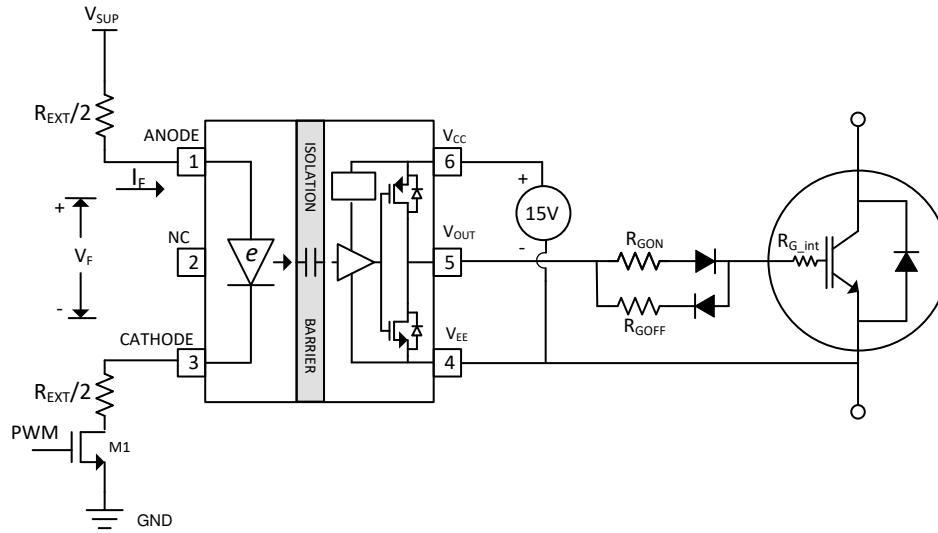 VSUP
REXT/2
ANODE
1
IF
+
VF
-
NC
2
CATHODE
3
REXT/2
PWM
M1
GND
e
ISOLATION
BARRIER
VCC
6
VOUT
5
VEE
4
+
15V
-
RGON
RGOFF
RG_int